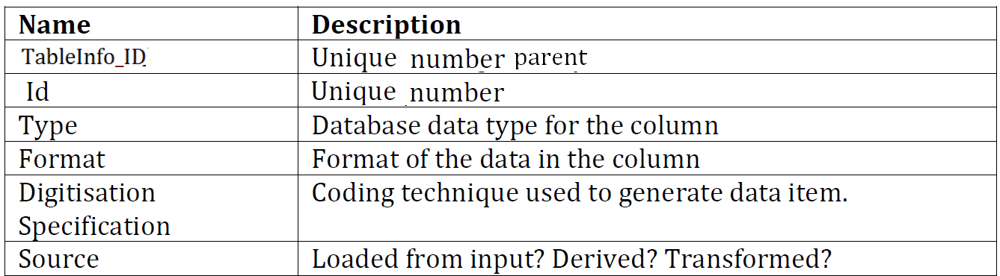 Name Description
TableInfo_ID Unique number parent
Id Unique number
Type Database data type for the column
Format Format of the data in the column
Digitisation Coding technique used to generate data item.
Specification
Source Loaded from input? Derived? Transformed?